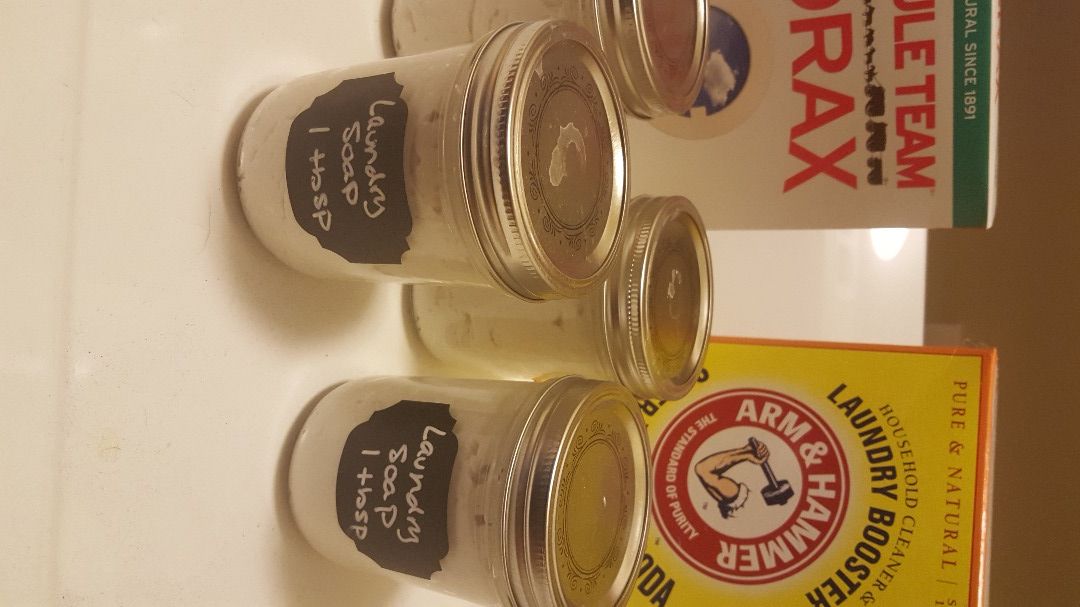 URAL SINCE 1891
ULE TEAM
ORAX
PURE & NATURAL |
HOUSEHOLD CLEANER &
LAUNDRY BOOSTER
ARM & HAMMER
THE STANDARD OF PURITY
ODA
Laundry
Soap
1 tbsp
Laundry
Soap
1 tbsp